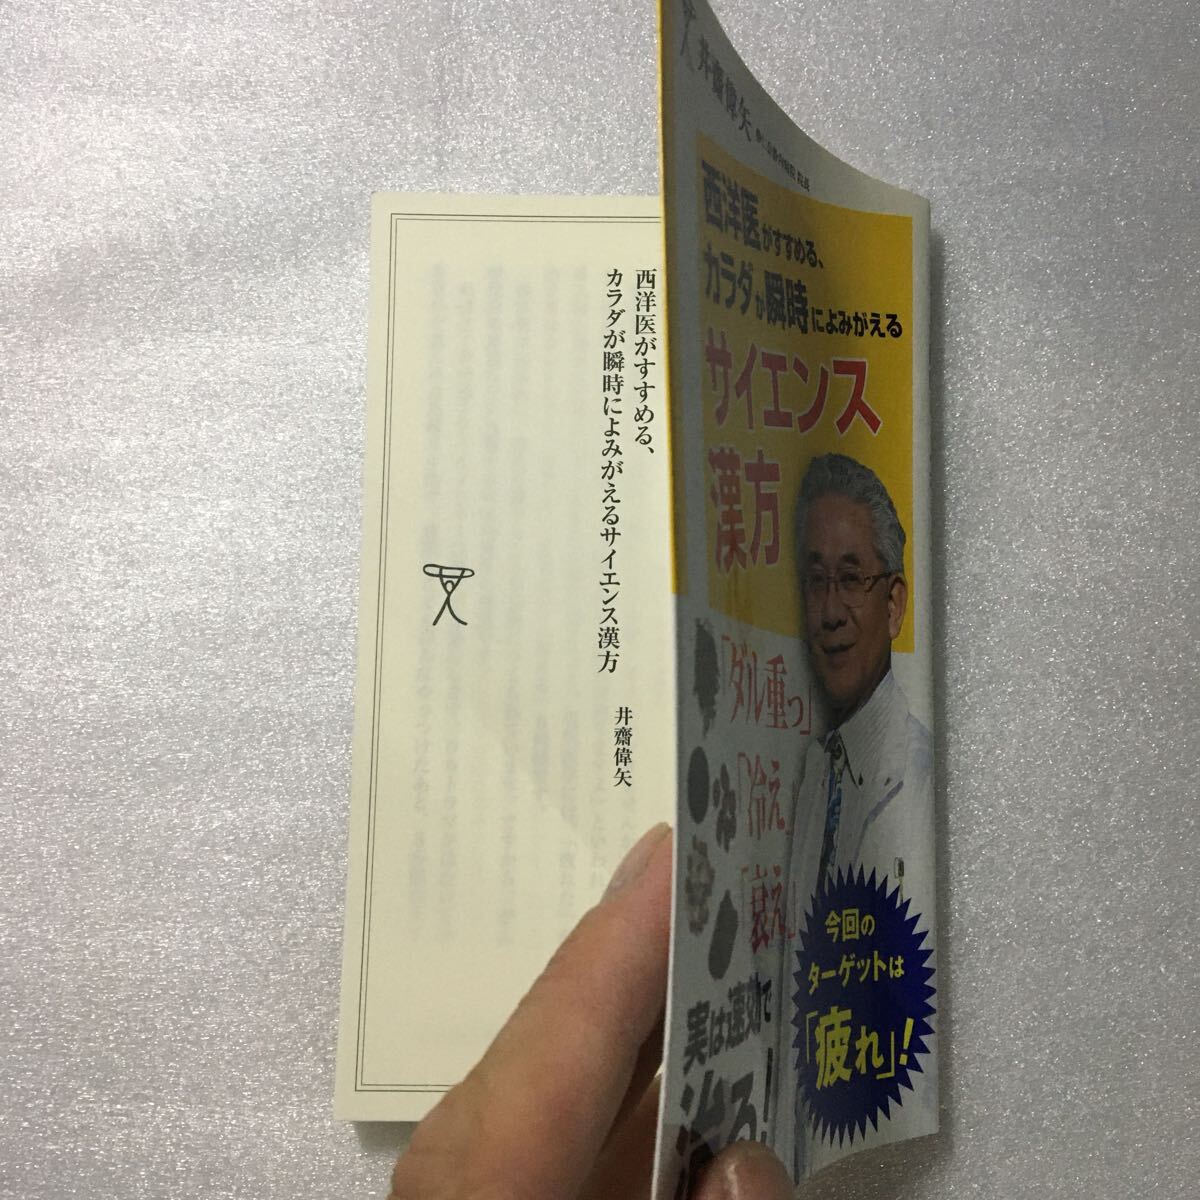 西洋医がすすめる、
カラダが瞬時によみがえるサイエンス漢方
井齋偉矢
井齋偉矢
西洋医がすすめる、
カラダが瞬時によみがえる
サイエンス
漢方
「ダル重っ」
「冷え」
「衰え」
実は速効で
治る!
今回の
ターゲットは
「疲れ」!